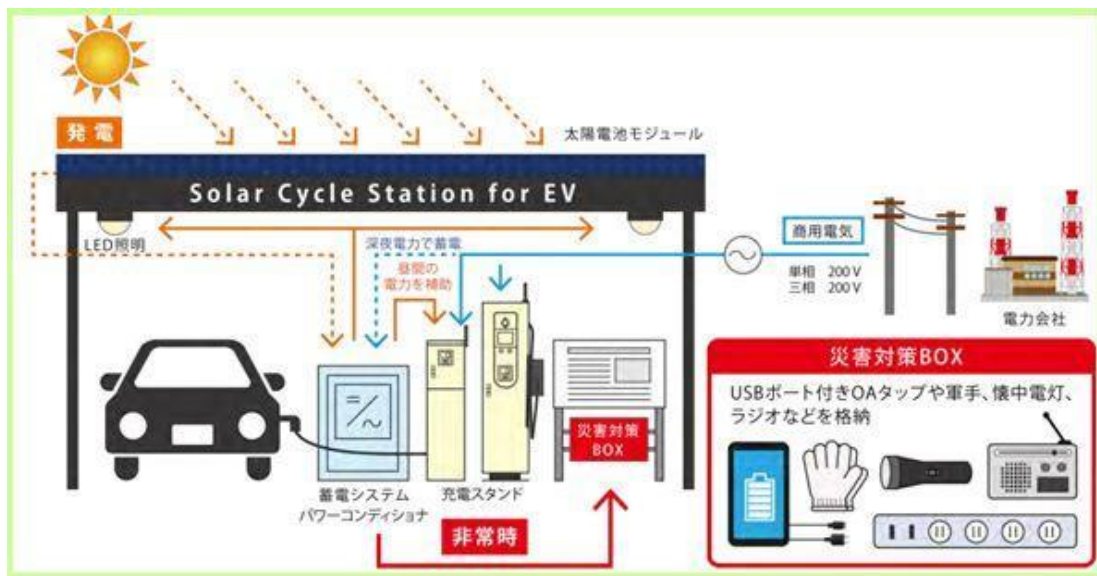 発電
太陽電池モジュール
Solar Cycle Station for EV
LED照明
深夜電力で蓄電
昼間の
電力を補助
商用電気
単相 200V
三相 200V
電力会社
蓄電システム
パワーコンディショナ
充電スタンド
災害対策
BOX
非常時
災害対策BOX
USBポート付きOAタップや軍手、懐中電灯、
ラジオなどを格納